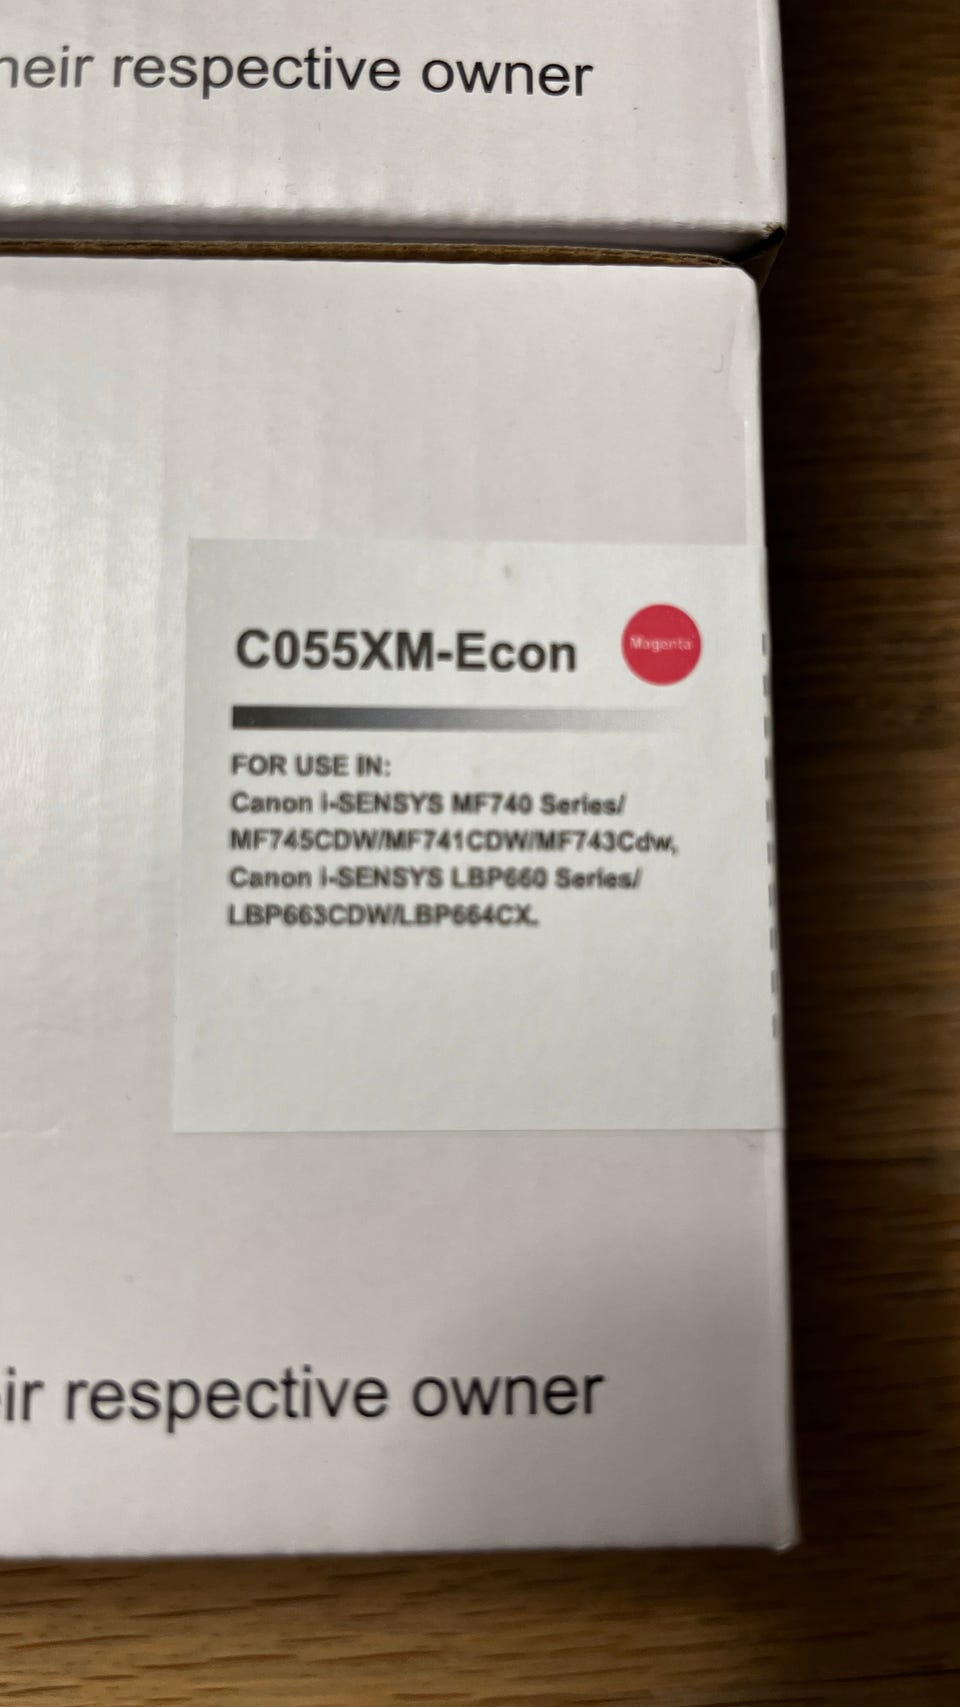 heir respective owner
C055XM-Econ
Magenta
FOR USE IN:
Canon i-SENSYS MF740 Series/
MF745CDW/MF741CDW/MF743Cdw,
Canon i-SENSYS LBP660 Series/
LBP663CDW/LBP664CX.
eir respective owner